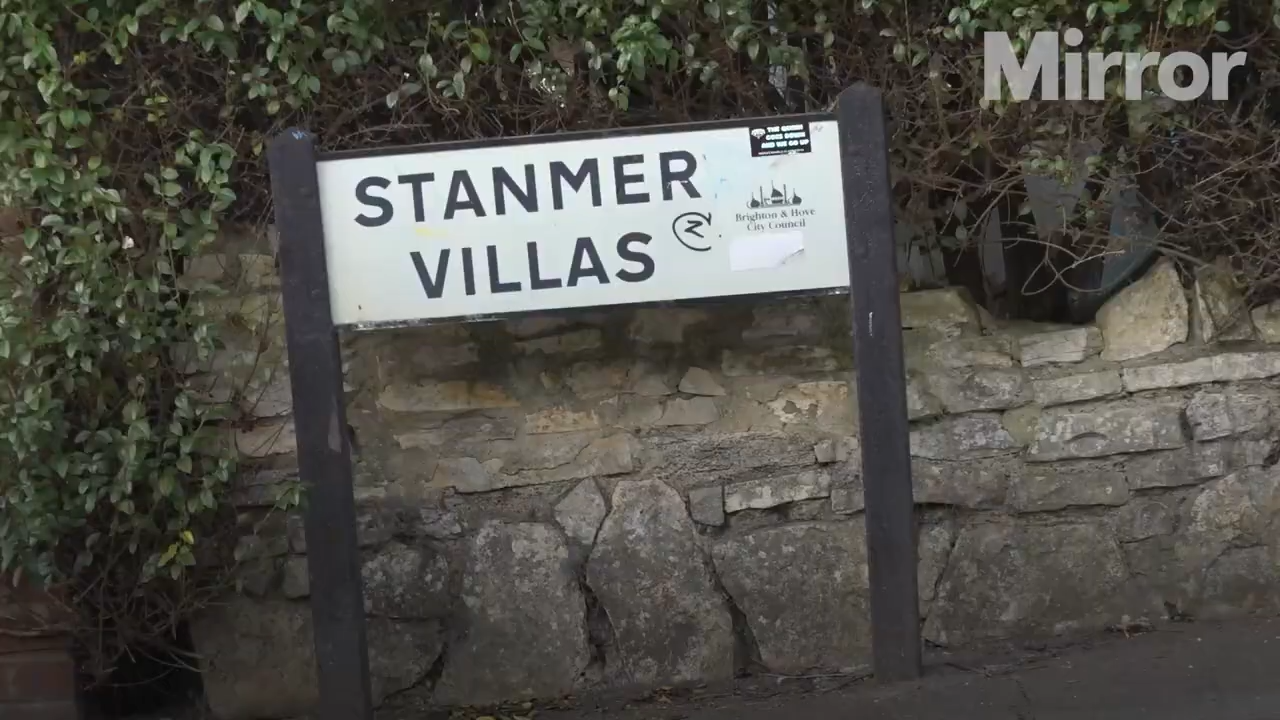 Mirror
STANMER
VILLAS
THE QUEEN
GOES DOWN
AND WE GO UP
Brighton & Hove
City Council